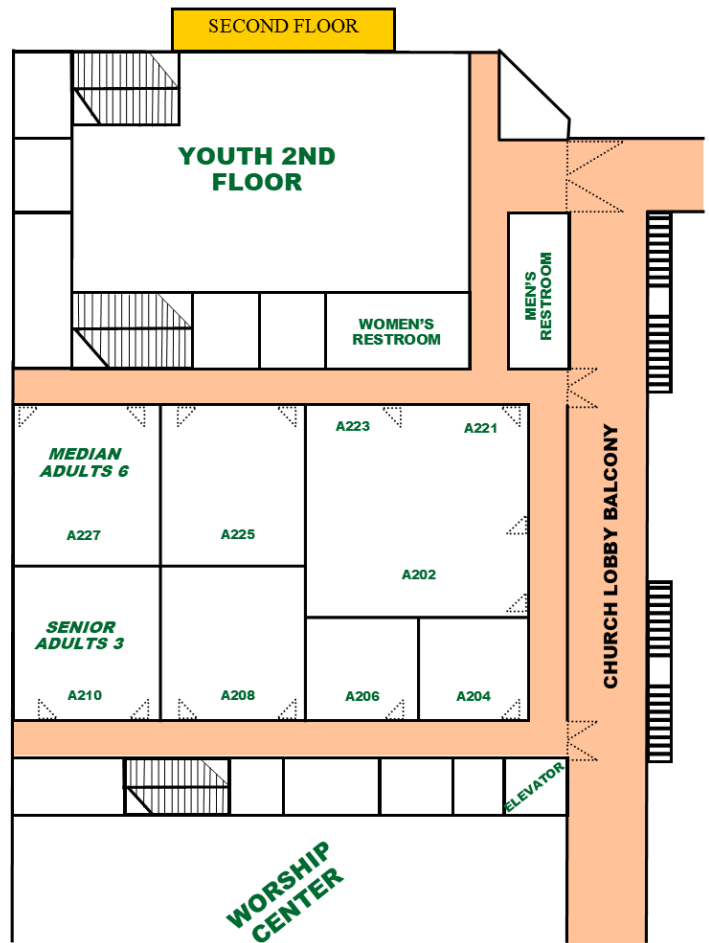 SECOND FLOOR
YOUTH 2ND
FLOOR
MEN'S
RESTROOM
WOMEN'S
RESTROOM
A223
A221
MEDIAN
ADULTS 6
A227
A225
A202
CHURCH LOBBY BALCONY
SENIOR
ADULTS 3
A210
A208
A206
A204
ELEVATOR
WORSHIP
CENTER